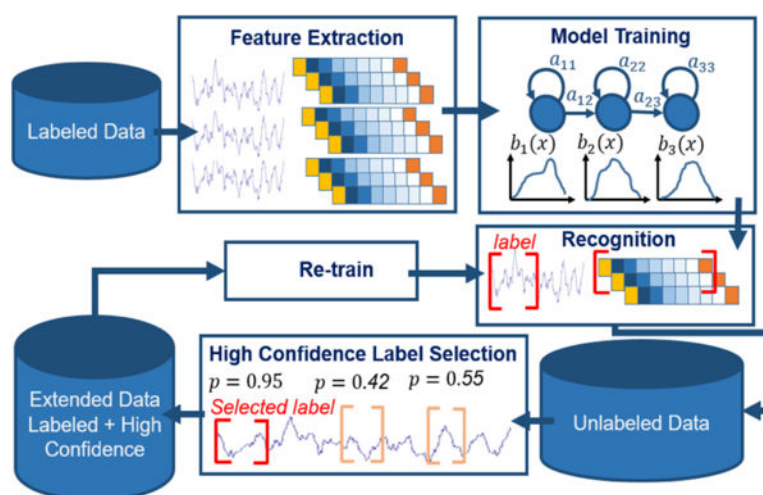 Feature Extraction
Model Training
a₁₁
a₂₂
a₃₃
a₁₂
a₂₃
Labeled Data
b₁(x)
b₂(x)
b₃(x)
label
Recognition
Re-train
High Confidence Label Selection
p = 0.95
p = 0.42
p = 0.55
Selected label
Extended Data
Labeled + High
Confidence
Unlabeled Data